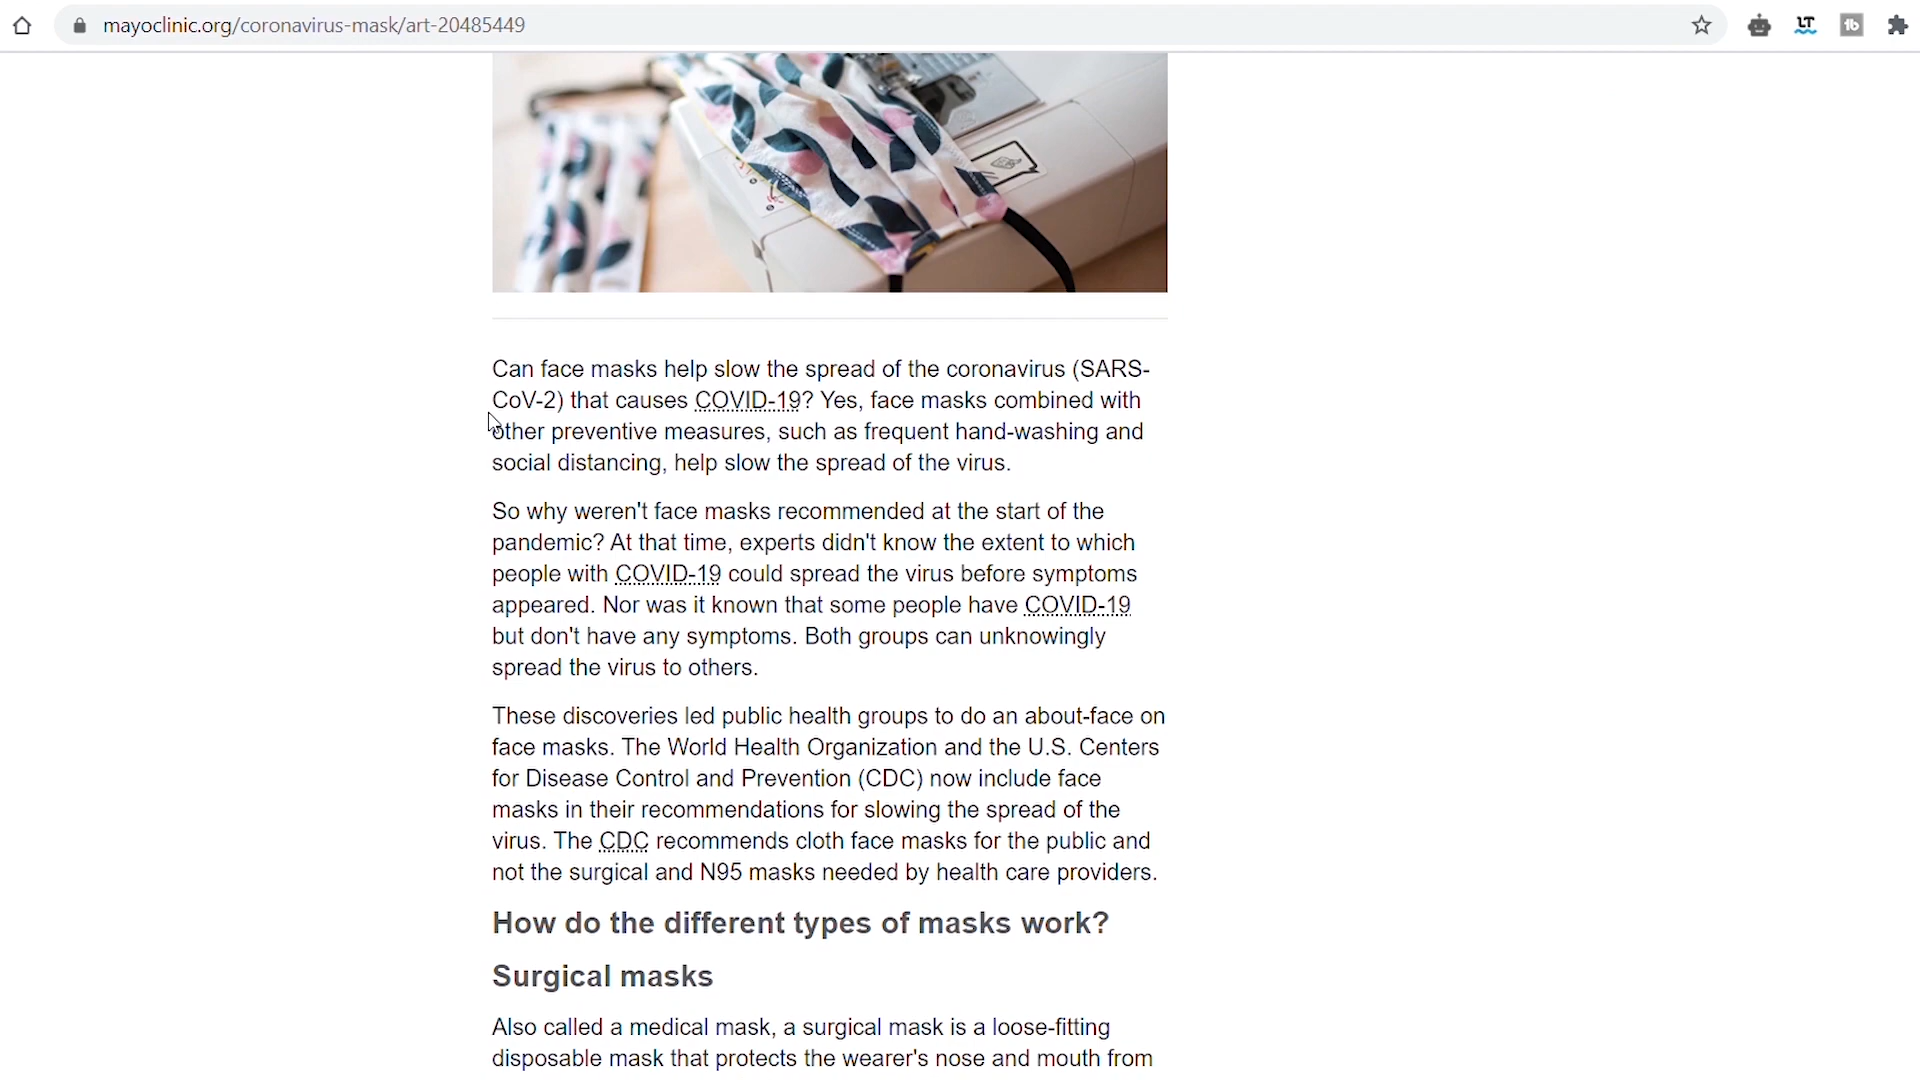 mayoclinic.org/coronavirus-mask/art-20485449
Can face masks help slow the spread of the coronavirus (SARS-
CoV-2) that causes COVID-19? Yes, face masks combined with
other preventive measures, such as frequent hand-washing and
social distancing, help slow the spread of the virus.
So why weren't face masks recommended at the start of the
pandemic? At that time, experts didn't know the extent to which
people with COVID-19 could spread the virus before symptoms
appeared. Nor was it known that some people have COVID-19
but don't have any symptoms. Both groups can unknowingly
spread the virus to others.
These discoveries led public health groups to do an about-face on
face masks. The World Health Organization and the U.S. Centers
for Disease Control and Prevention (CDC) now include face
masks in their recommendations for slowing the spread of the
virus. The CDC recommends cloth face masks for the public and
not the surgical and N95 masks needed by health care providers.
How do the different types of masks work?
Surgical masks
Also called a medical mask, a surgical mask is a loose-fitting
disposable mask that protects the wearer's nose and mouth from